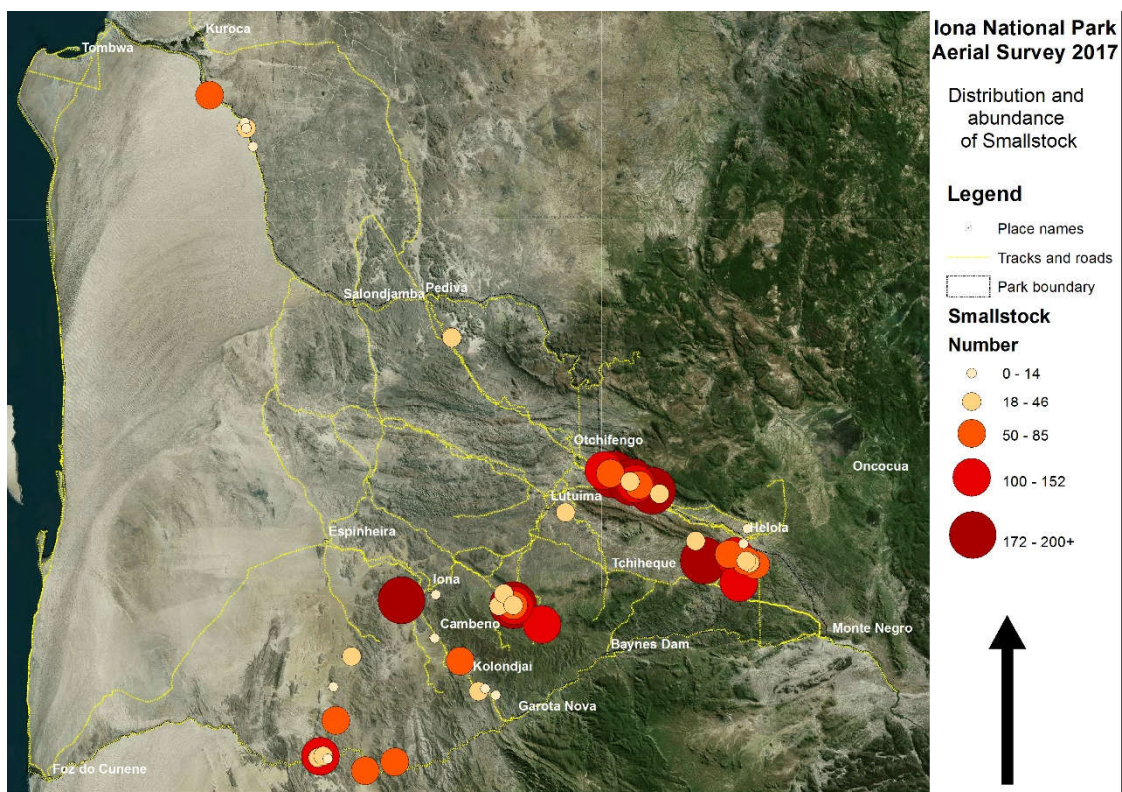 Iona National Park
Aerial Survey 2017
Distribution and
abundance
of Smallstock
Legend
Place names
Tracks and roads
Park boundary
Smallstock
Number
0 - 14
18 - 46
50 - 85
100 - 152
172 - 200+
Kuroca
Tombwa
Salondjamba
Pediva
Otchifengo
Oncocua
Lutuima
Helola
Espinheira
Tchiheque
Iona
Cambeno
Monte Negro
Baynes Dam
Kolondjai
Garota Nova
Foz do Cunene